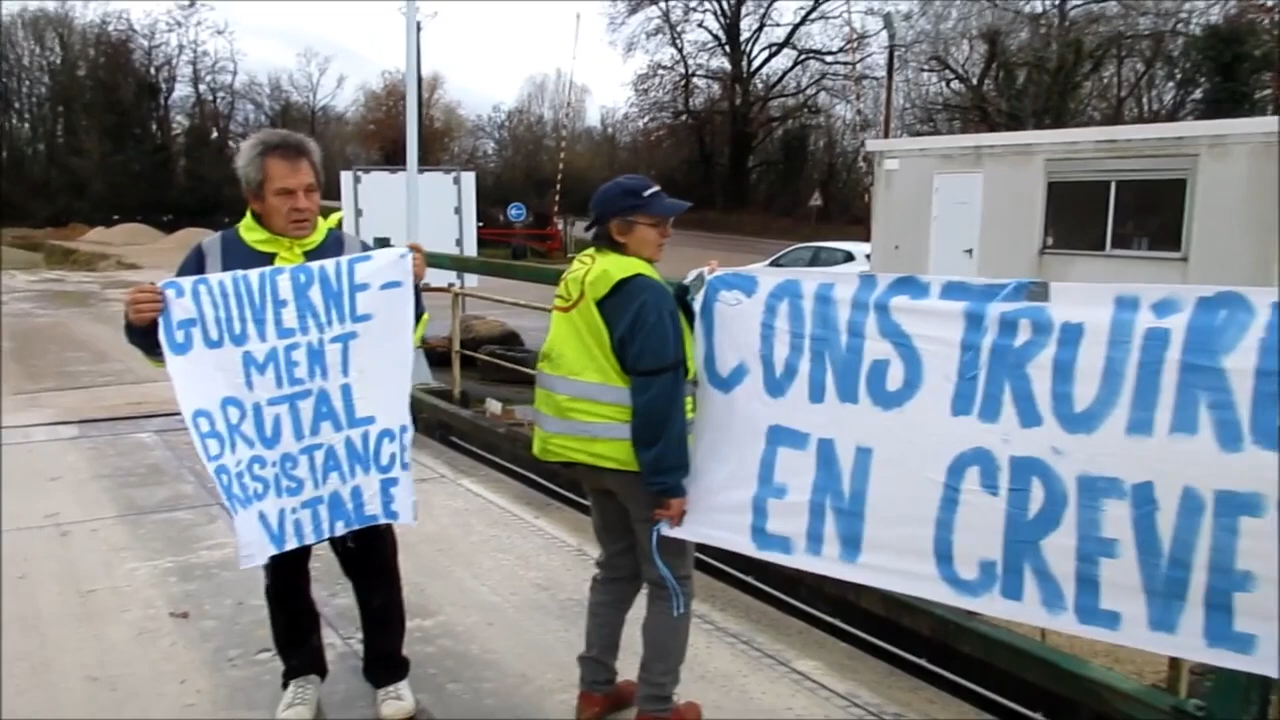 GOUVERNE-
MENT
BRUTAL
RÉSISTANCE
VITALE
CONSTRUIRE
EN CREVE